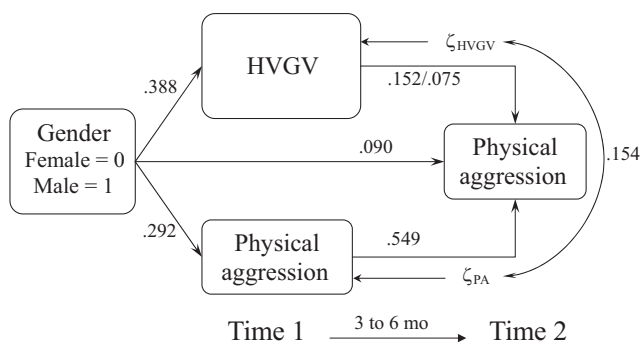 ζHVGV
HVGV
.388
.152/.075
Gender
Female = 0
Male = 1
.090
Physical
aggression
.154
.292
Physical
aggression
.549
ζPA
Time 1
3 to 6 mo
Time 2